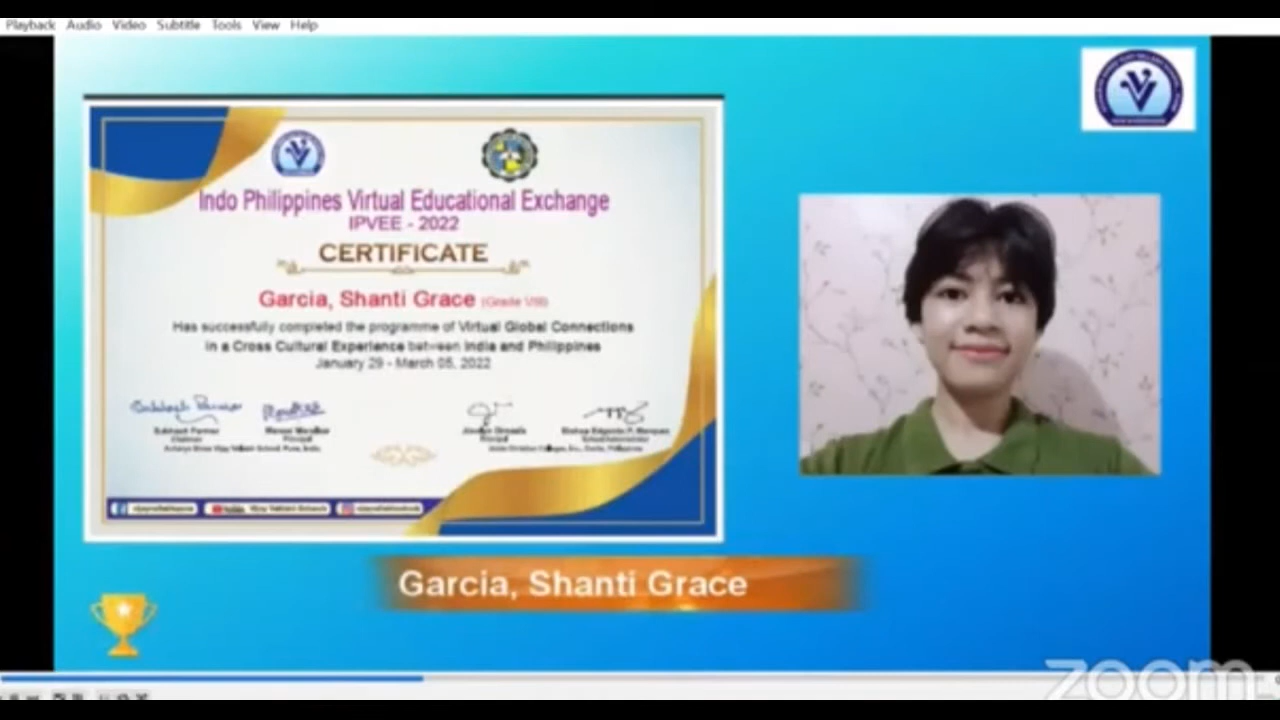 Playback Audio Video Subtitle Tools View Help
Indo Philippines Virtual Educational Exchange
IPVEE - 2022
CERTIFICATE
Garcia, Shanti Grace (Grade VIII)
Has successfully completed the programme of Virtual Global Connections
in a Cross Cultural Experience between India and Philippines
January 29 - March 05, 2022
Principal
Principal
Garcia, Shanti Grace
zoom